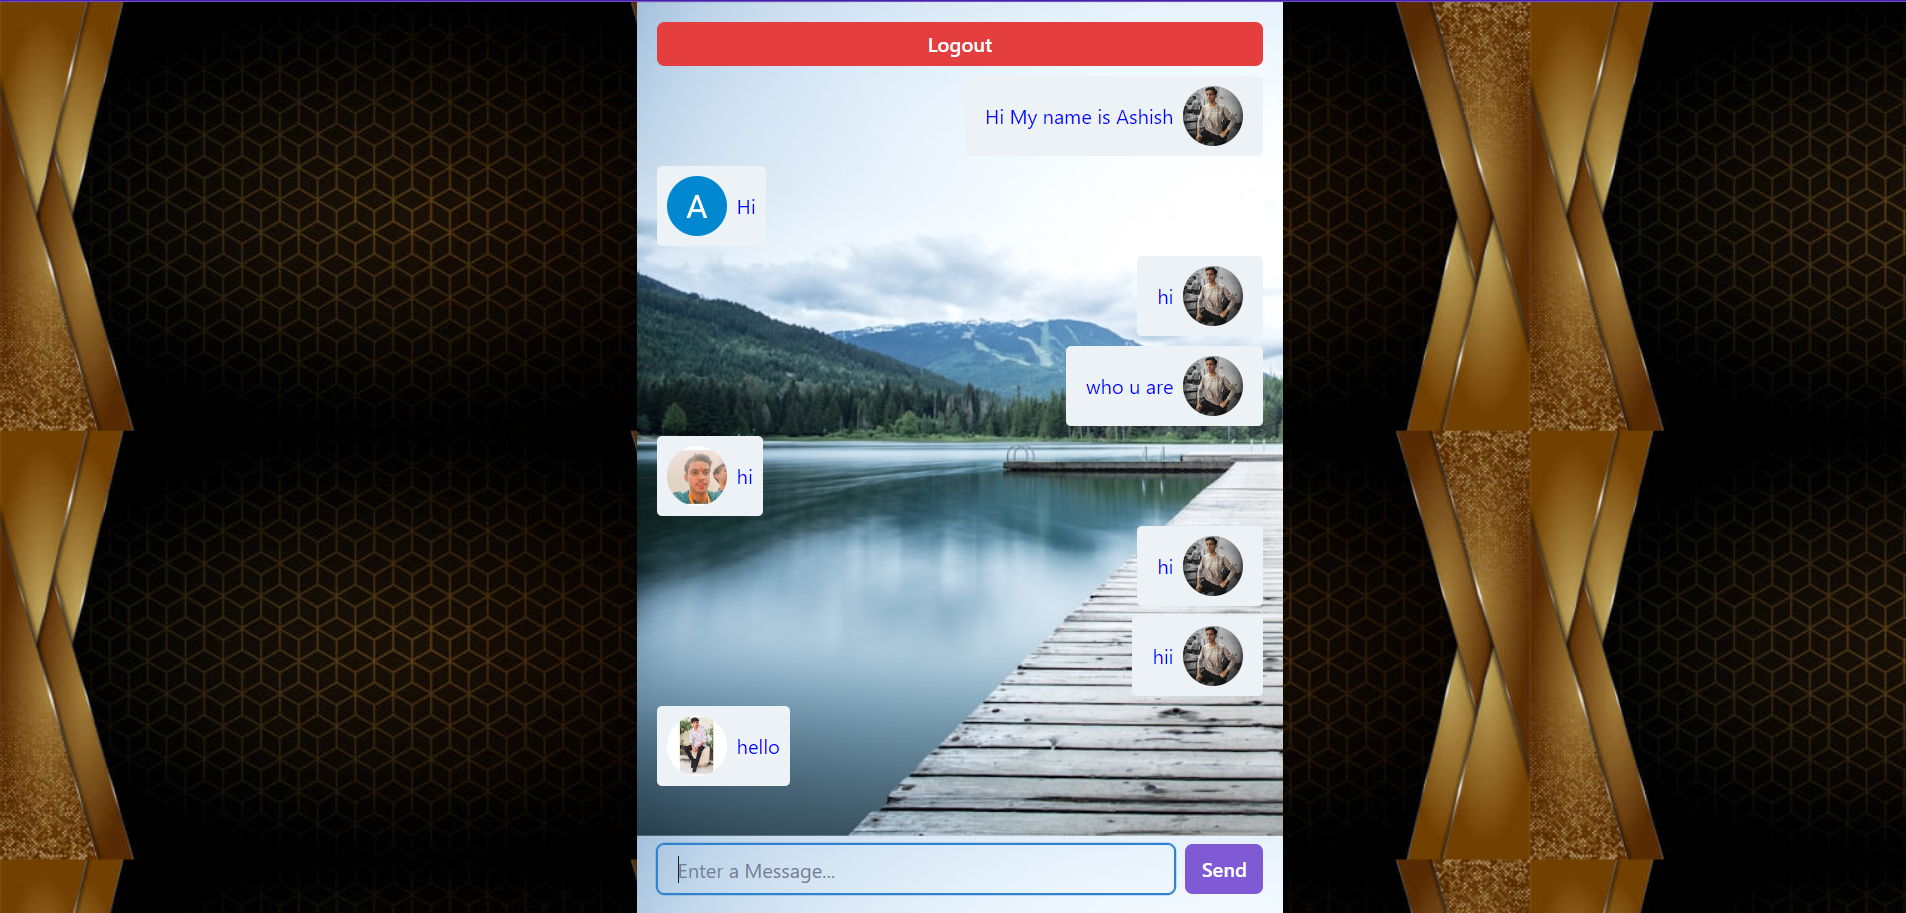 Logout
Hi My name is Ashish
A Hi
hi
who u are
hi
hi
hii
hello
Enter a Message...
Send